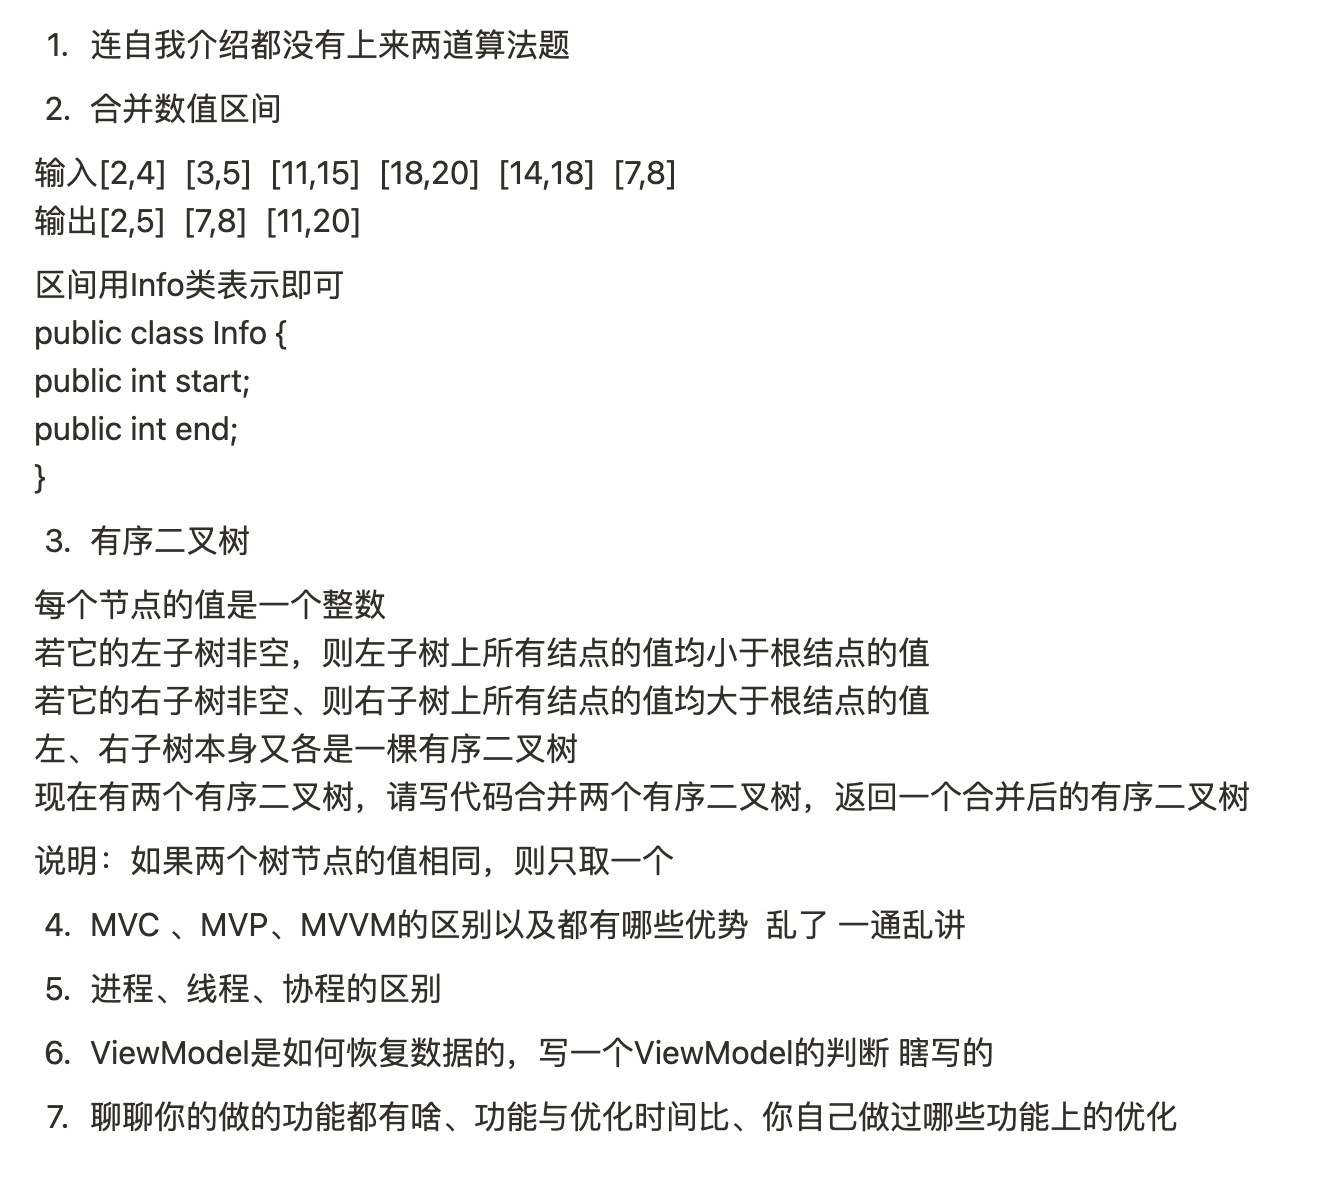 1. 连自我介绍都没有上来两道算法题
2. 合并数值区间
输入[2,4] [3,5] [11,15] [18,20] [14,18] [7,8]
输出[2,5] [7,8] [11,20]
区间用Info类表示即可
public class Info {
public int start;
public int end;
}
3. 有序二叉树
每个节点的值是一个整数
若它的左子树非空，则左子树上所有结点的值均小于根结点的值
若它的右子树非空、则右子树上所有结点的值均大于根结点的值
左、右子树本身又各是一棵有序二叉树
现在有两个有序二叉树，请写代码合并两个有序二叉树，返回一个合并后的有序二叉树
说明：如果两个树节点的值相同，则只取一个
4. MVC 、MVP、MVVM的区别以及都有哪些优势 乱了 一通乱讲
5. 进程、线程、协程的区别
6. ViewModel是如何恢复数据的，写一个ViewModel的判断 瞎写的
7. 聊聊你的做的功能都有啥、功能与优化时间比、你自己做过哪些功能上的优化